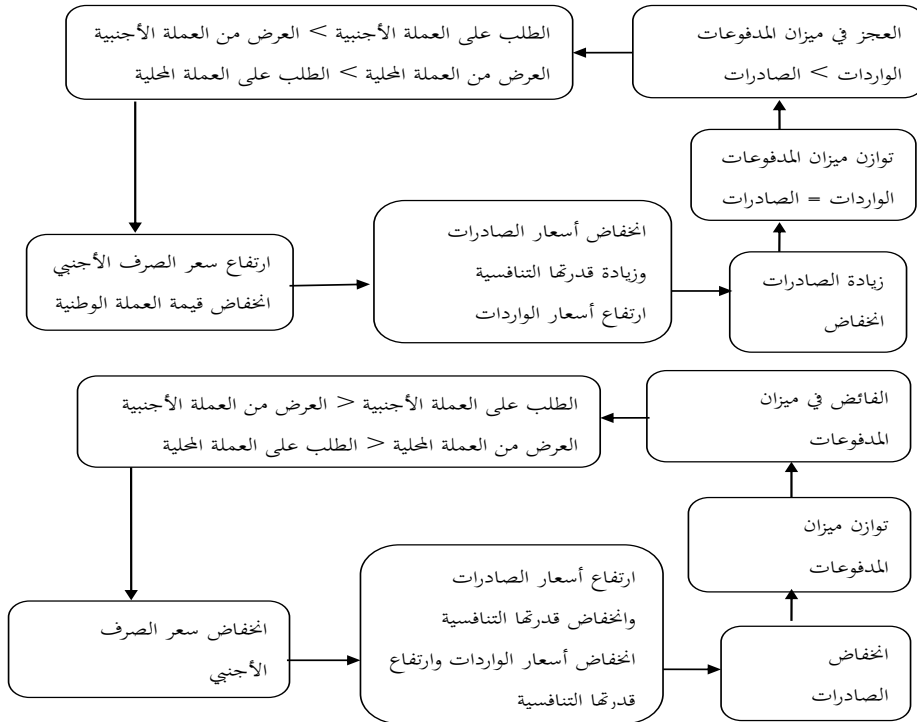 العجز في ميزان المدفوعات
الواردات > الصادرات
الطلب على العملة الأجنبية > العرض من العملة الأجنبية
العرض من العملة المحلية > الطلب على العملة المحلية
توازن ميزان المدفوعات
الواردات = الصادرات
ارتفاع سعر الصرف الأجنبي
انخفاض قيمة العملة الوطنية
انخفاض أسعار الصادرات
وزيادة قدرتها التنافسية
ارتفاع أسعار الواردات
زيادة الصادرات
انخفاض
الفائض في ميزان
المدفوعات
الطلب على العملة الأجنبية < العرض من العملة الأجنبية
العرض من العملة المحلية < الطلب على العملة المحلية
توازن ميزان
المدفوعات
انخفاض سعر الصرف
الأجنبي
ارتفاع أسعار الصادرات
وانخفاض قدرتها التنافسية
انخفاض أسعار الواردات وارتفاع
قدرتها التنافسية
انخفاض
الصادرات